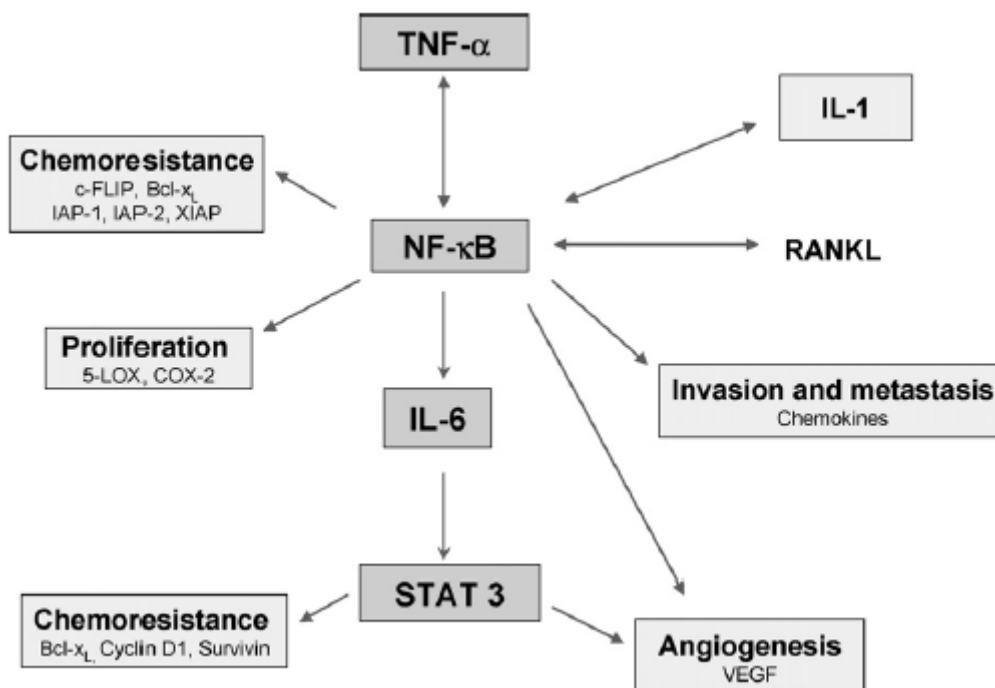 TNF-α
IL-1
Chemoresistance
c-FLIP, Bcl-xL
IAP-1, IAP-2, XIAP
NF-κB
RANKL
Proliferation
5-LOX, COX-2
Invasion and metastasis
Chemokines
IL-6
STAT 3
Chemoresistance
Bcl-xL, Cyclin D1, Survivin
Angiogenesis
VEGF